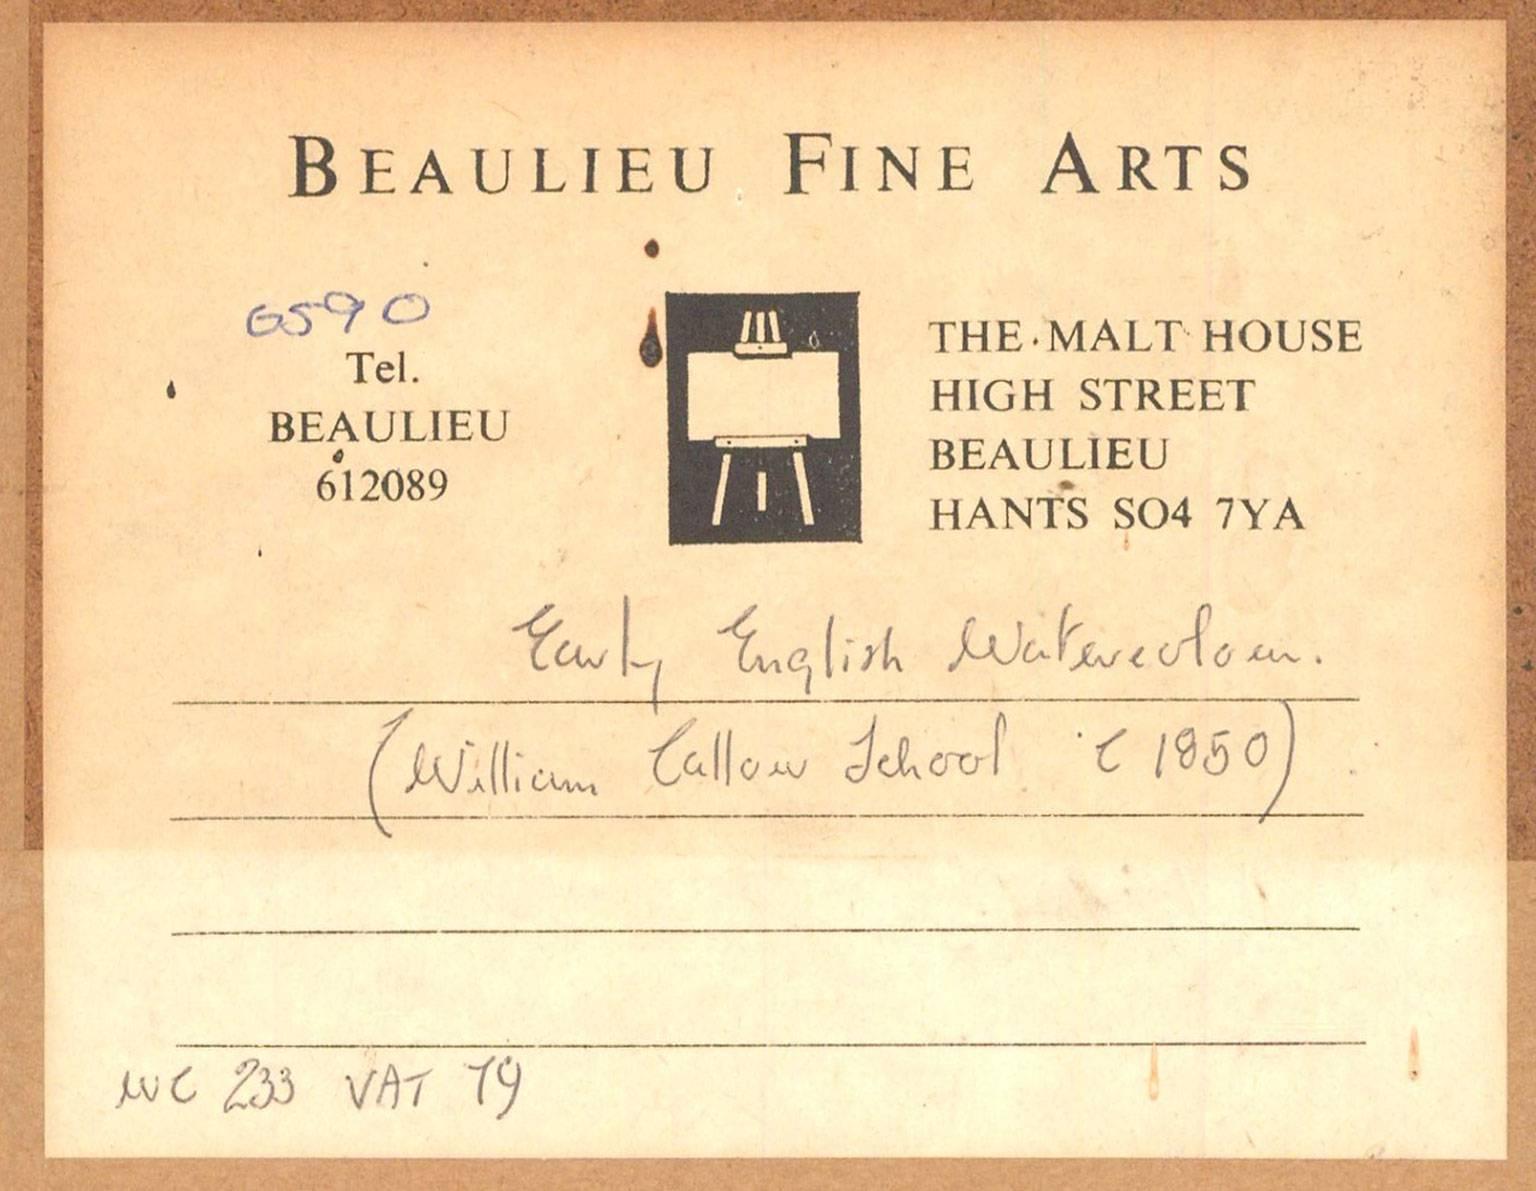 BEAULIEU FINE ARTS
0590
Tel.
BEAULIEU
612089
THE MALT HOUSE
HIGH STREET
BEAULIEU
HANTS SO4 7YA
Early English Watercolour.
(William Callow School C 1850)
WC 233 VAT 79